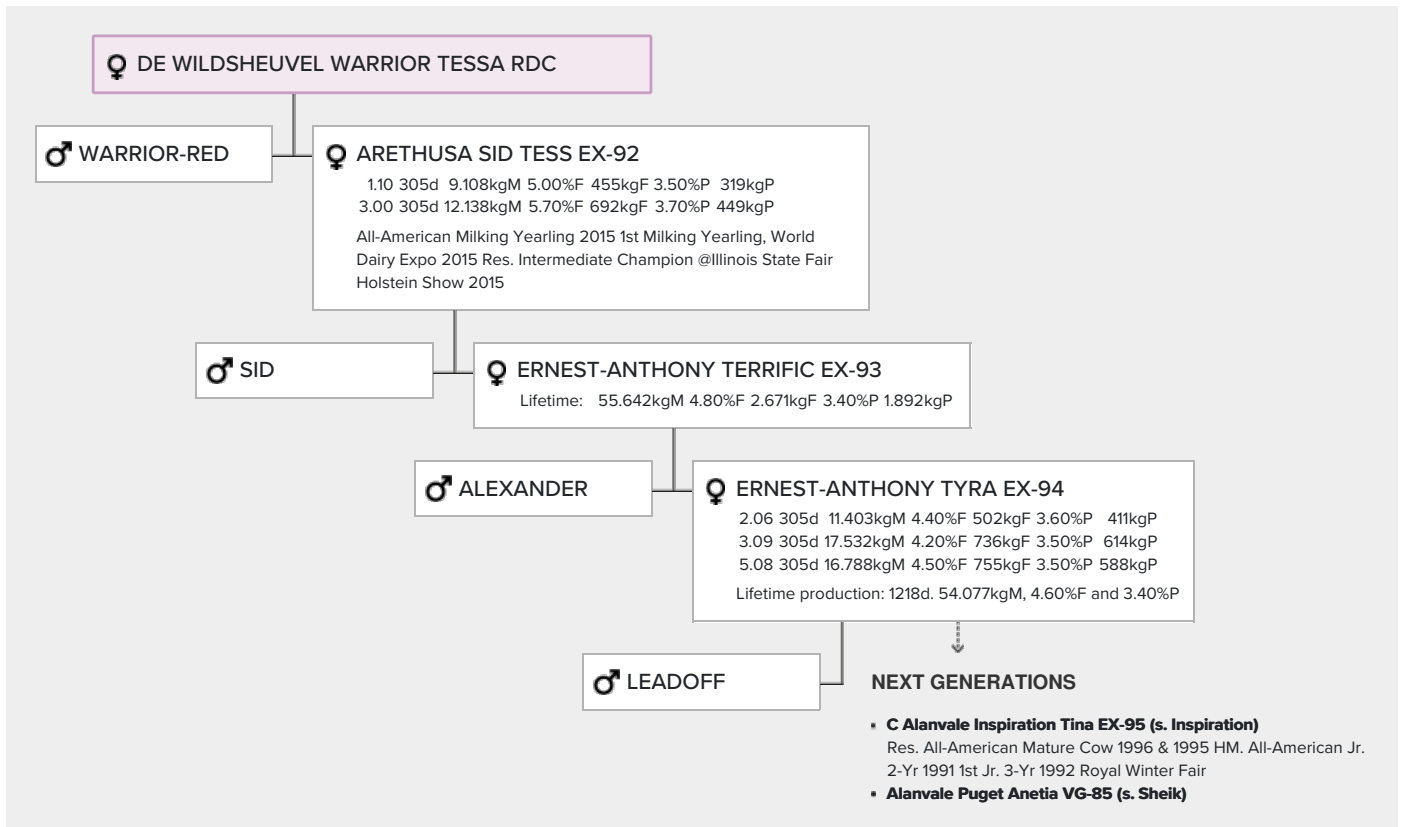 DE WILDSHEUVEL WARRIOR TESSA RDC
WARRIOR-RED
ARETHUSA SID TESS EX-92
1.10 305d 9.108kgM 5.00%F 455kgF 3.50%P 319kgP
3.00 305d 12.138kgM 5.70%F 692kgF 3.70%P 449kgP
All-American Milking Yearling 2015 1st Milking Yearling, World
Dairy Expo 2015 Res. Intermediate Champion @Illinois State Fair
Holstein Show 2015
SID
ERNEST-ANTHONY TERRIFIC EX-93
Lifetime: 55.642kgM 4.80%F 2.671kgF 3.40%P 1.892kgP
ALEXANDER
ERNEST-ANTHONY TYRA EX-94
2.06 305d 11.403kgM 4.40%F 502kgF 3.60%P 411kgP
3.09 305d 17.532kgM 4.20%F 736kgF 3.50%P 614kgP
5.08 305d 16.788kgM 4.50%F 755kgF 3.50%P 588kgP
Lifetime production: 1218d. 54.077kgM, 4.60%F and 3.40%P
LEADOFF
NEXT GENERATIONS
C Alanvale Inspiration Tina EX-95 (s. Inspiration)
Res. All-American Mature Cow 1996 & 1995 HM. All-American Jr.
2-Yr 1991 1st Jr. 3-Yr 1992 Royal Winter Fair
Alanvale Puget Anetia VG-85 (s. Sheik)